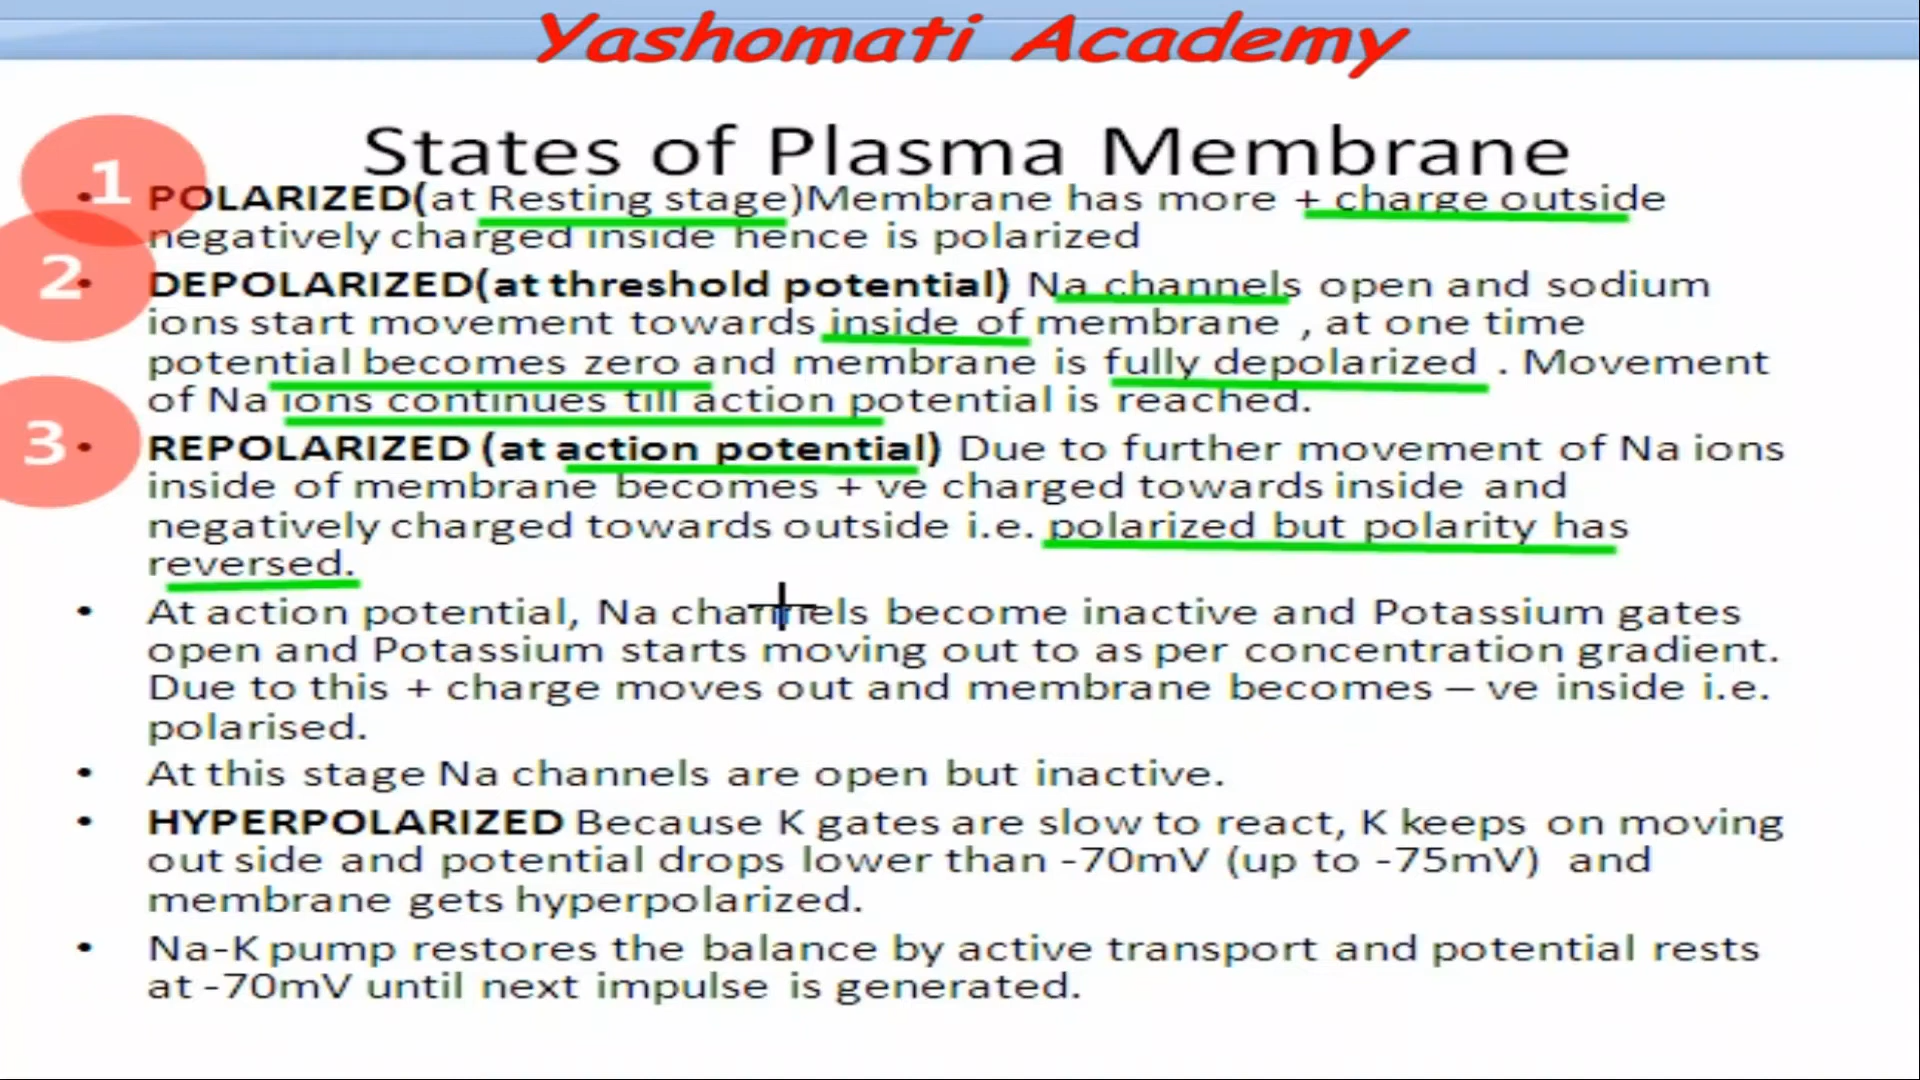 Yashomati Academy
States of Plasma Membrane
1
• POLARIZED(at Resting stage)Membrane has more + charge outside
negatively charged inside hence is polarized
2
• DEPOLARIZED(at threshold potential) Na channels open and sodium
ions start movement towards inside of membrane , at one time
potential becomes zero and membrane is fully depolarized . Movement
of Na ions continues till action potential is reached.
3
• REPOLARIZED (at action potential) Due to further movement of Na ions
inside of membrane becomes + ve charged towards inside and
negatively charged towards outside i.e. polarized but polarity has
reversed.
• At action potential, Na channels become inactive and Potassium gates
open and Potassium starts moving out to as per concentration gradient.
Due to this + charge moves out and membrane becomes – ve inside i.e.
polarised.
• At this stage Na channels are open but inactive.
• HYPERPOLARIZED Because K gates are slow to react, K keeps on moving
out side and potential drops lower than -70mV (up to -75mV) and
membrane gets hyperpolarized.
• Na-K pump restores the balance by active transport and potential rests
at -70mV until next impulse is generated.